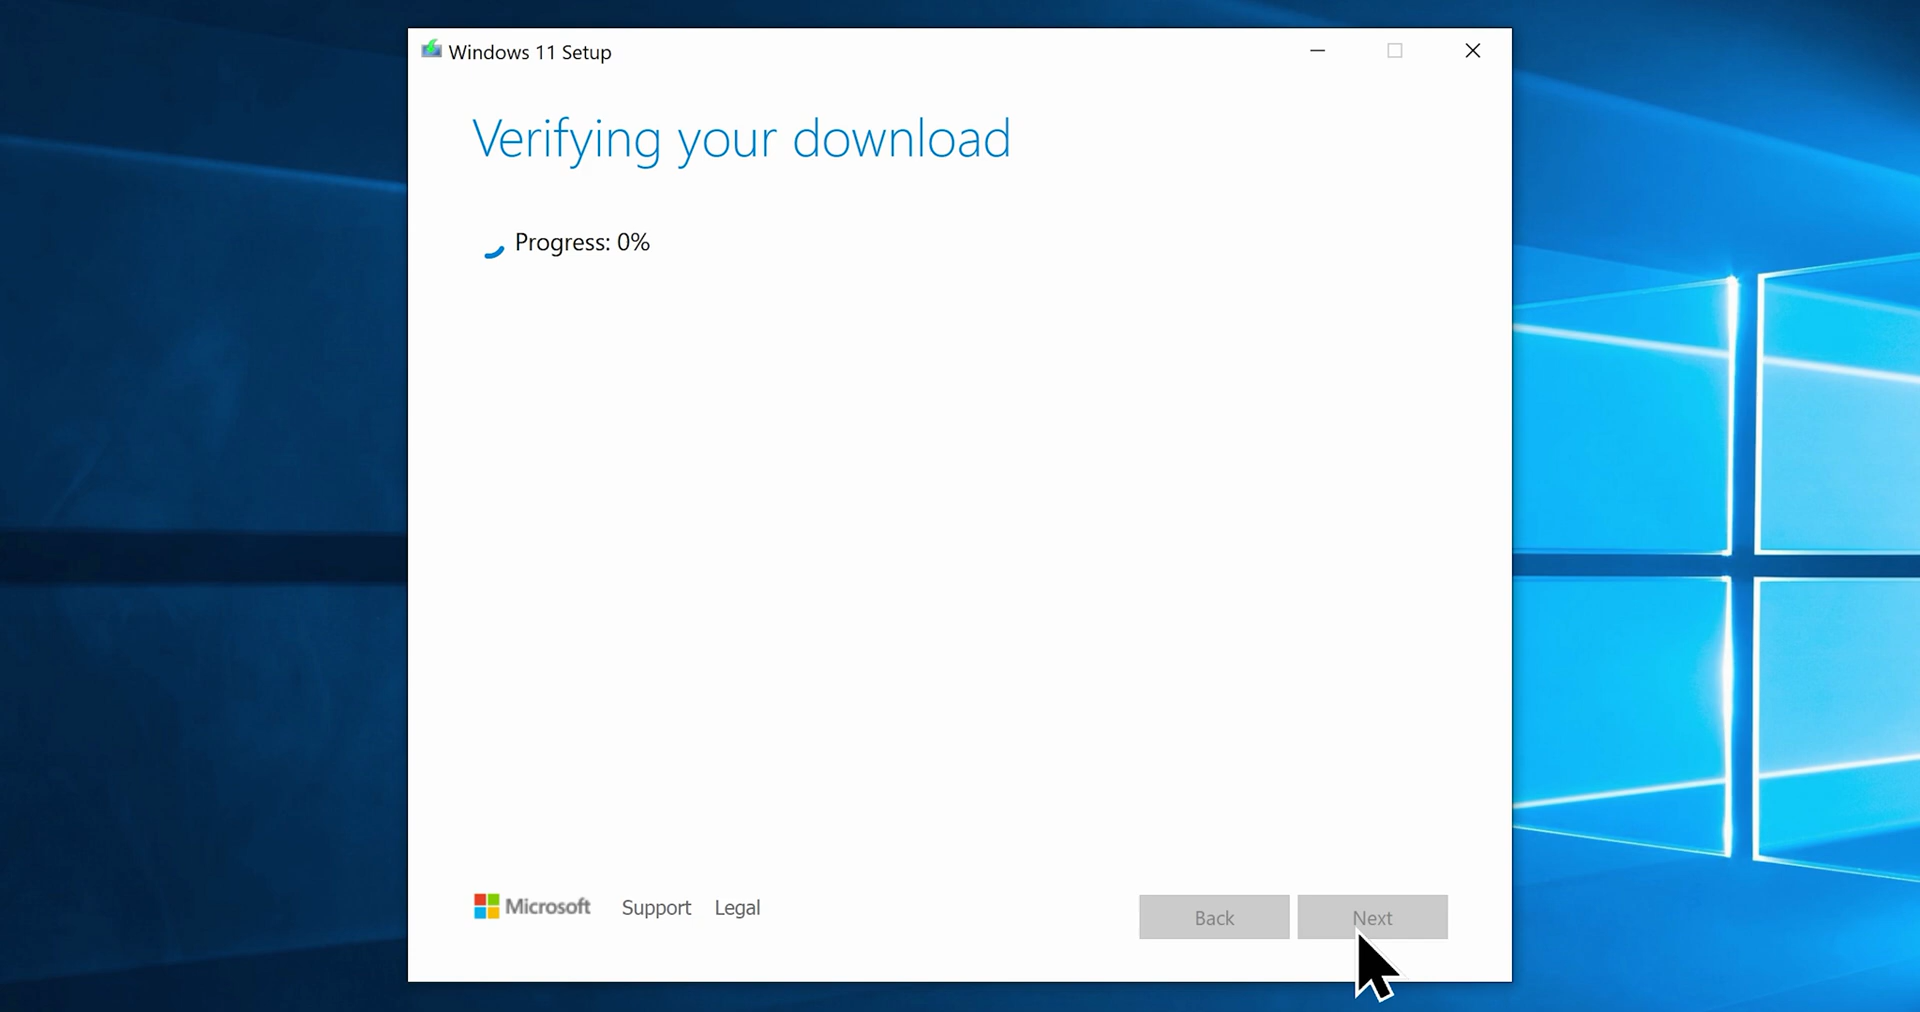 Windows 11 Setup
Verifying your download
Progress: 0%
Microsoft Support Legal
Back Next